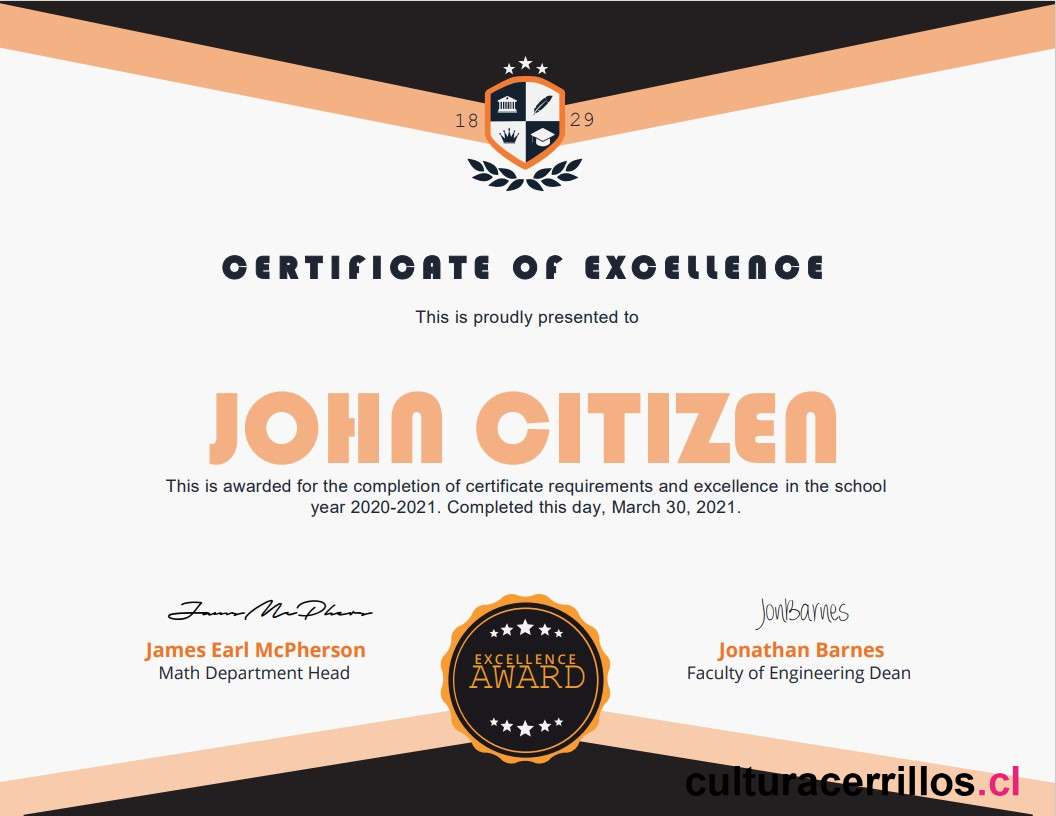 18 29
CERTIFICATE OF EXCELLENCE
This is proudly presented to
JOHN CITIZEN
This is awarded for the completion of certificate requirements and excellence in the school
year 2020-2021. Completed this day, March 30, 2021.
James McPhers
James Earl McPherson
Math Department Head
EXCELLENCE
AWARD
JonBarnes
Jonathan Barnes
Faculty of Engineering Dean
culturacerrillos.cl